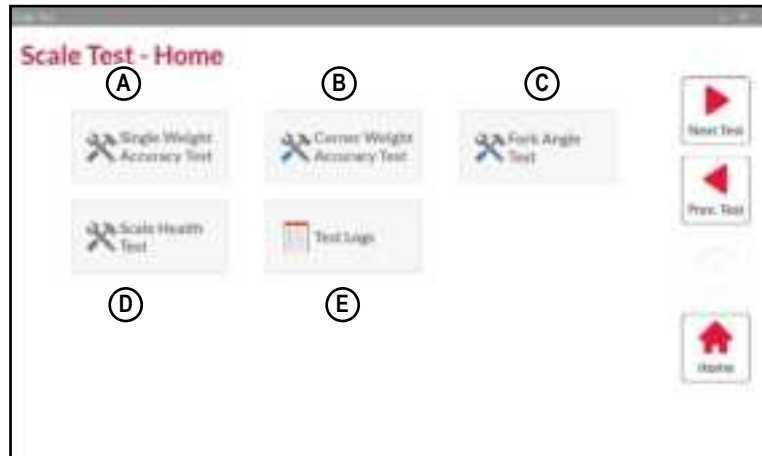 Scale Test - Home
A
B
C
Single Weight
Accuracy Test
Corner Weight
Accuracy Test
Fork Angle
Test
Next Test
Scale Health
Test
Test Logs
Prev. Test
D
E
Home